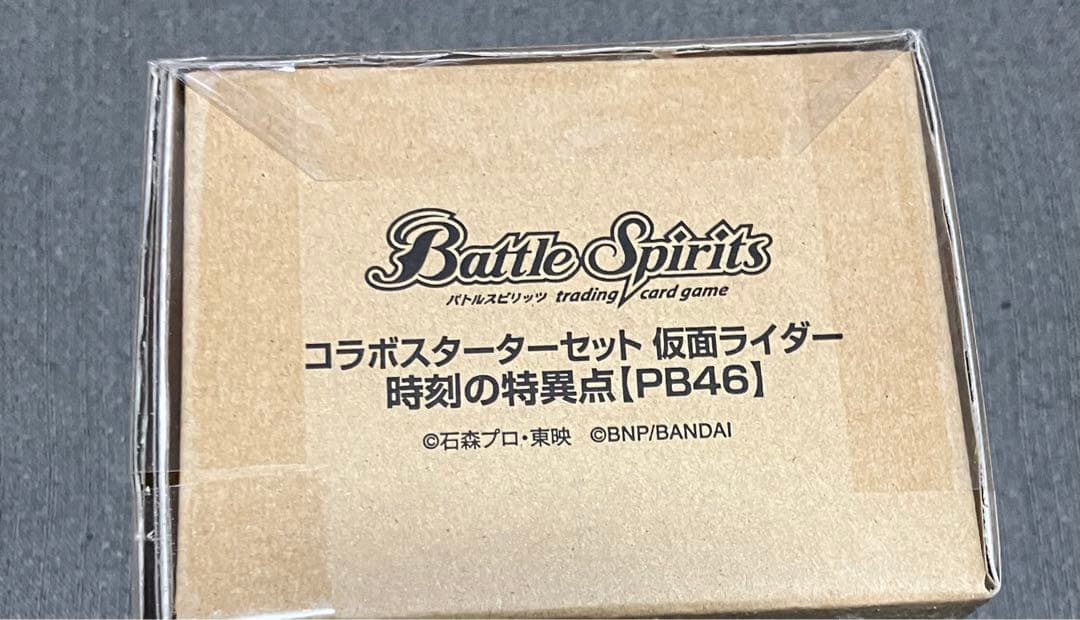 Battle Spirits
バトルスピリッツ trading card game
コラボスターターセット 仮面ライダー
時刻の特異点【PB46】
©石森プロ・東映 ©BNP/BANDAI